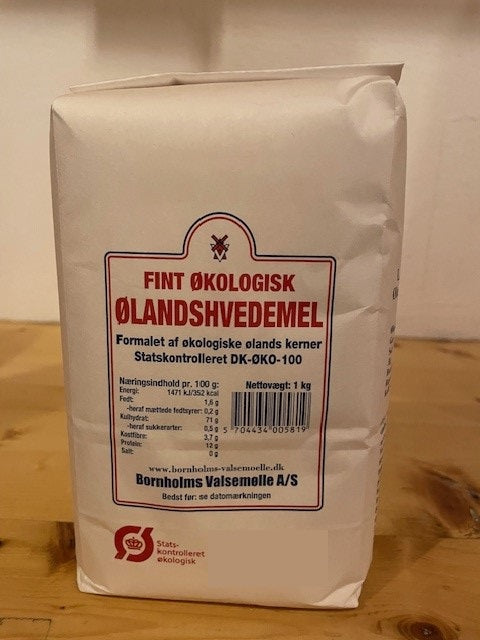 FINT ØKOLOGISK
ØLANDSHVEDEMEL
Formalet af økologiske ølands kerner
Statskontrolleret DK-ØKO-100
Næringsindhold pr. 100 g:
Energi: 1471 kJ/352 kcal
Fedt: 1,6 g
-heraf mættede fedtsyrer: 0,2 g
Kulhydrat: 71 g
-heraf sukkerarter: 0,5 g
Kostfibre: 3,7 g
Protein: 12 g
Salt: 0 g
Nettovægt: 1 kg
5 704434 005819
www.bornholms-valsemoelle.dk
Bornholms Valsemølle A/S
Bedst før: se datomærkningen
Ø
Stats-
kontrolleret
økologisk